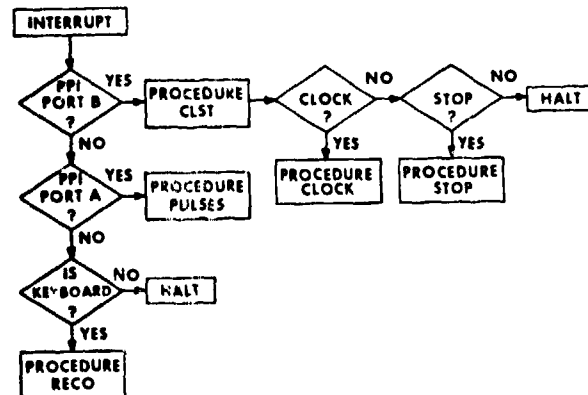 INTERRUPT
PPI
PORT B
?
YES
NO
PROCEDURE
CLST
CLOCK
?
NO
YES
PROCEDURE
CLOCK
STOP
?
NO
YES
HALT
PROCEDURE
STOP
PPI
PORT A
?
YES
NO
PROCEDURE
PULSES
IS
KEYBOARD
?
NO
HALT
YES
PROCEDURE
RECO